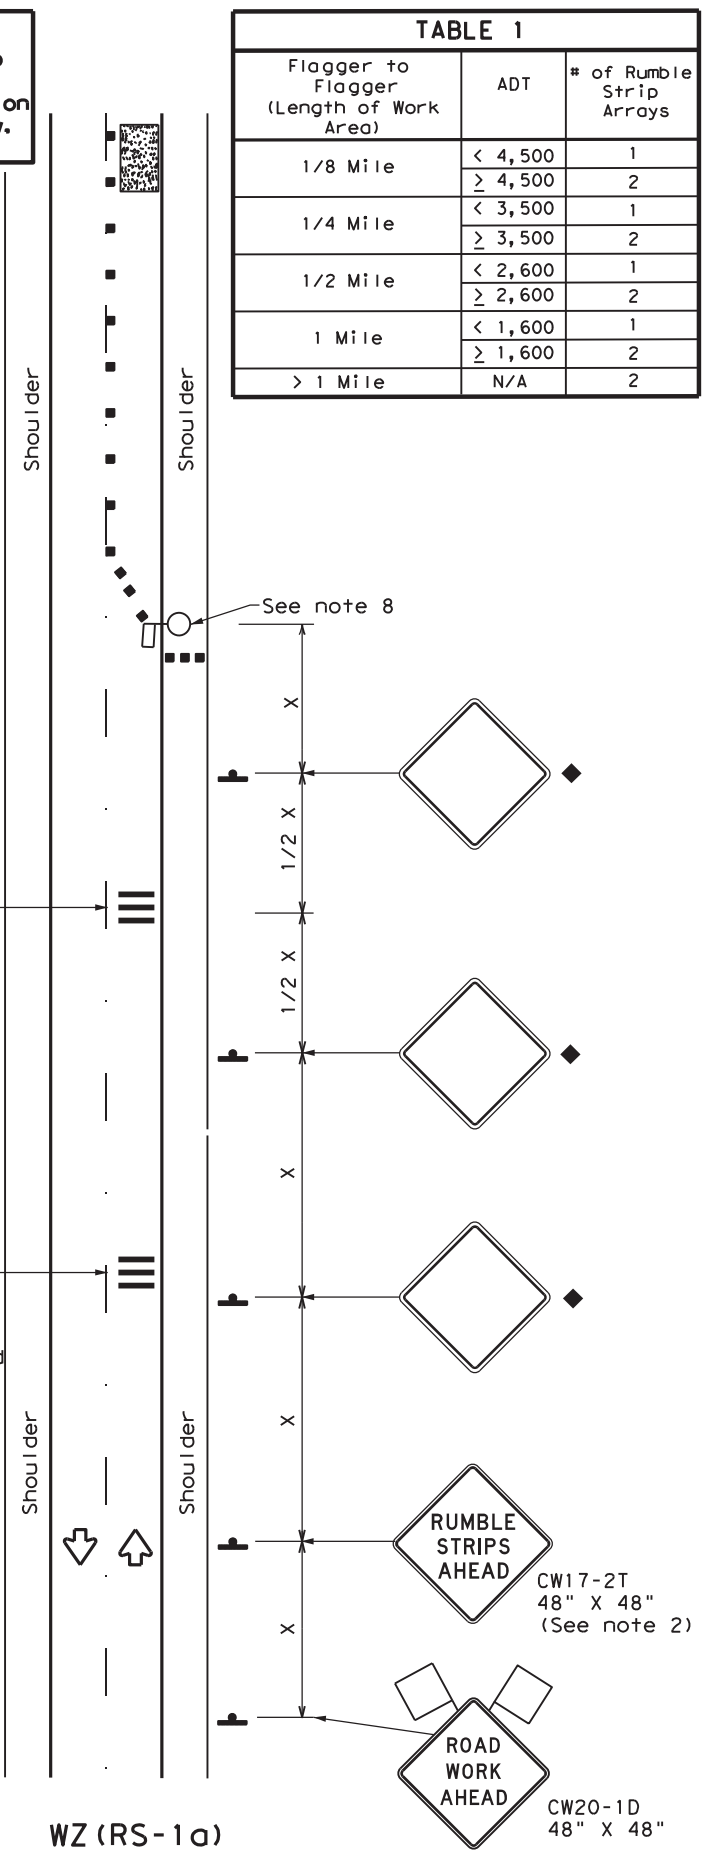 on
TABLE 1
Flagger to
Flagger
(Length of Work
Area)
ADT
# of Rumble
Strip
Arrays
1/8 Mile
< 4,500
1
≥ 4,500
2
1/4 Mile
< 3,500
1
≥ 3,500
2
1/2 Mile
< 2,600
1
≥ 2,600
2
1 Mile
< 1,600
1
≥ 1,600
2
> 1 Mile
N/A
2
Shoulder
Shoulder
See note 8
X
1/2 X
1/2 X
X
X
Shoulder
Shoulder
RUMBLE
STRIPS
AHEAD
CW17-2T
48" X 48"
(See note 2)
X
ROAD
WORK
AHEAD
CW20-1D
48" X 48"
WZ(RS-1a)